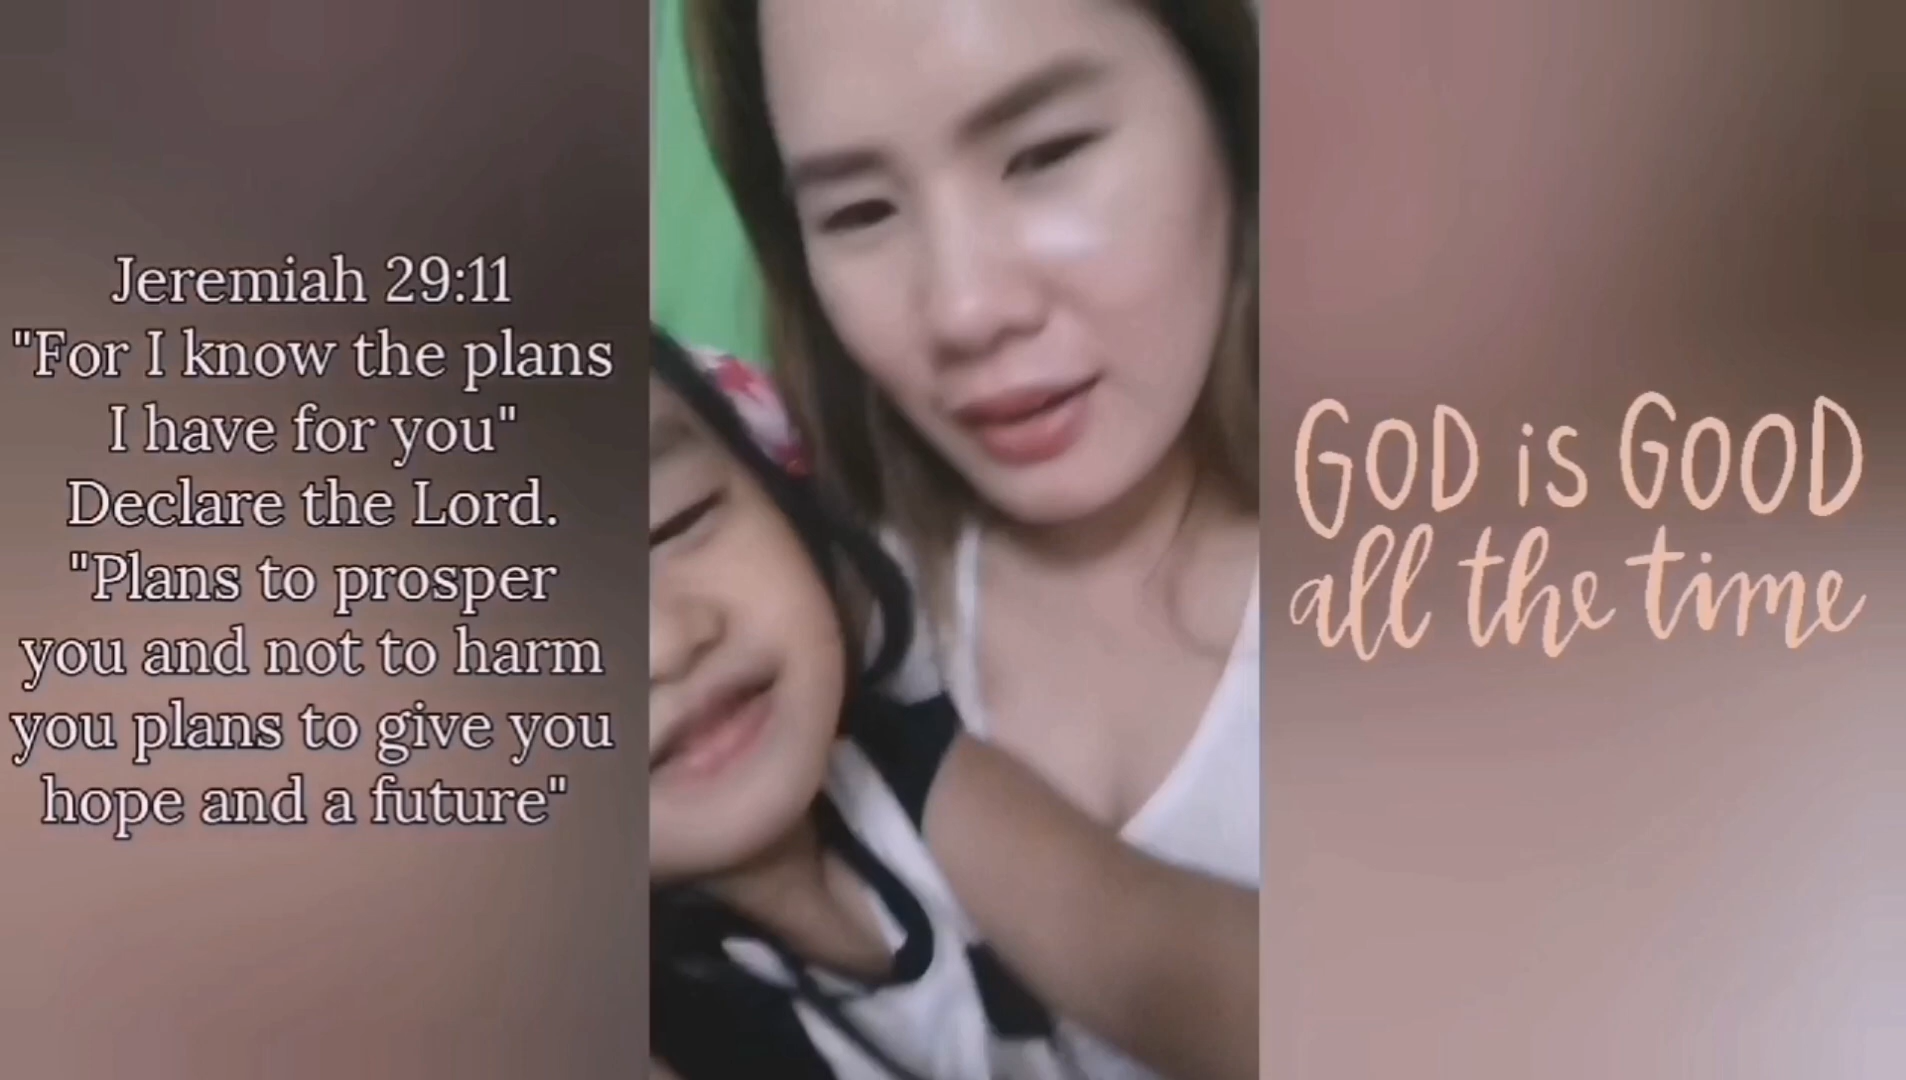 Jeremiah 29:11
"For I know the plans
I have for you"
Declare the Lord.
"Plans to prosper
you and not to harm
you plans to give you
hope and a future"
GOD is GOOD
all the time